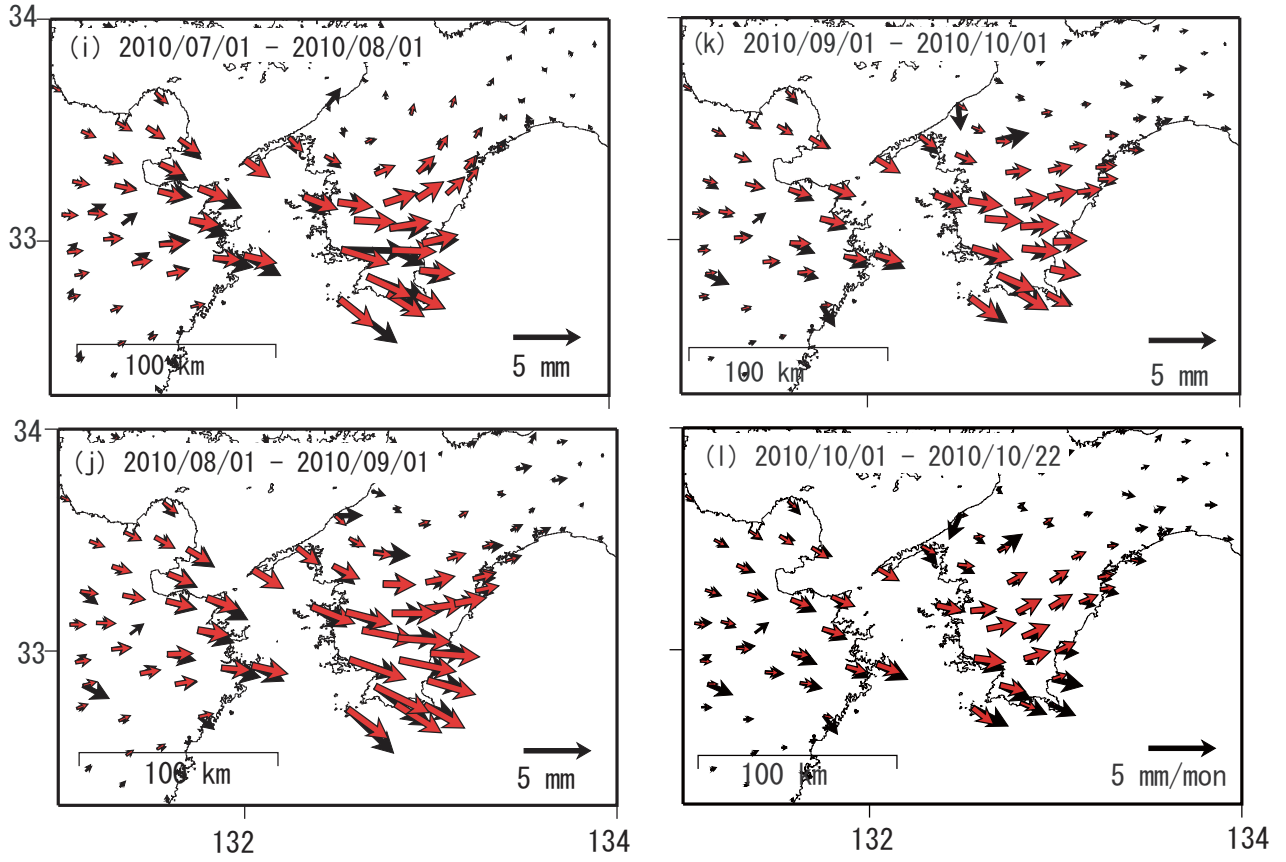 34
(i) 2010/07/01 - 2010/08/01
33
100 km
5 mm
(k) 2010/09/01 - 2010/10/01
100 km
5 mm
34
(j) 2010/08/01 - 2010/09/01
33
100 km
5 mm
132
134
(l) 2010/10/01 - 2010/10/22
100 km
5 mm/mon
132
134